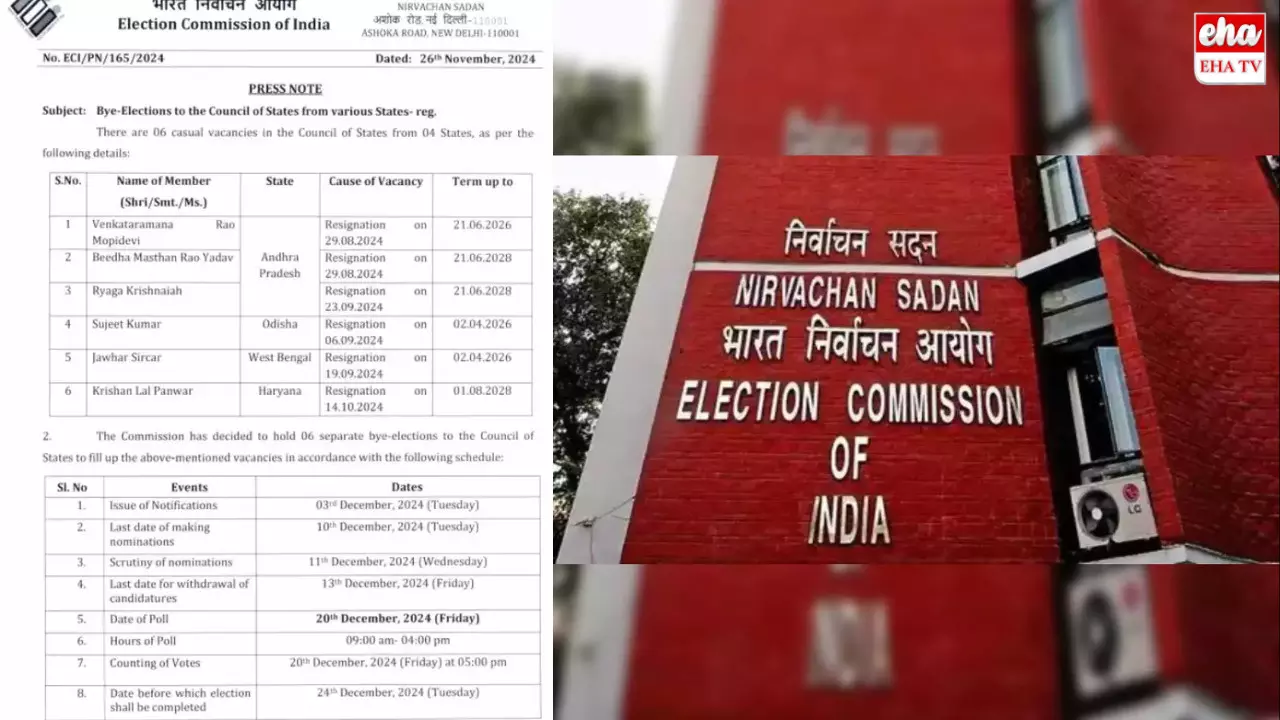 भारत निर्वाचन आयोग
Election Commission of India
NIRVACHAN SADAN
अशोक रोड, नई दिल्ली-110001
ASHOKA ROAD, NEW DELHI-110001
No. ECI/PN/165/2024 Dated: 26th November, 2024
PRESS NOTE
Subject: Bye-Elections to the Council of States from various States- reg.
There are 06 casual vacancies in the Council of States from 04 States, as per the
following details:
S.No. Name of Member State Cause of Vacancy Term up to
(Shri/Smt./Ms.)
1 Venkataramana Rao Resignation on 21.06.2026
Mopidevi 29.08.2024
2 Beedha Masthan Rao Yadav Andhra Resignation on 21.06.2028
Pradesh 29.08.2024
3 Ryaga Krishnaiah Resignation on 21.06.2028
23.09.2024
4 Sujeet Kumar Odisha Resignation on 02.04.2026
06.09.2024
5 Jawhar Sircar West Bengal Resignation on 02.04.2026
19.09.2024
6 Krishan Lal Panwar Haryana Resignation on 01.08.2028
14.10.2024
2. The Commission has decided to hold 06 separate bye-elections to the Council of
States to fill up the above-mentioned vacancies in accordance with the following schedule:
Sl. No Events Dates
1. Issue of Notifications 03rd December, 2024 (Tuesday)
2. Last date of making 10th December, 2024 (Tuesday)
nominations
3. Scrutiny of nominations 11th December, 2024 (Wednesday)
4. Last date for withdrawal of 13th December, 2024 (Friday)
candidatures
5. Date of Poll 20th December, 2024 (Friday)
6. Hours of Poll 09:00 am- 04:00 pm
7. Counting of Votes 20th December, 2024 (Friday) at 05:00 pm
8. Date before which election 24th December, 2024 (Tuesday)
shall be completed
eha
EHA TV
निर्वाचन सदन
NIRVACHAN SADAN
भारत निर्वाचन आयोग
ELECTION COMMISSION
OF
INDIA
LG